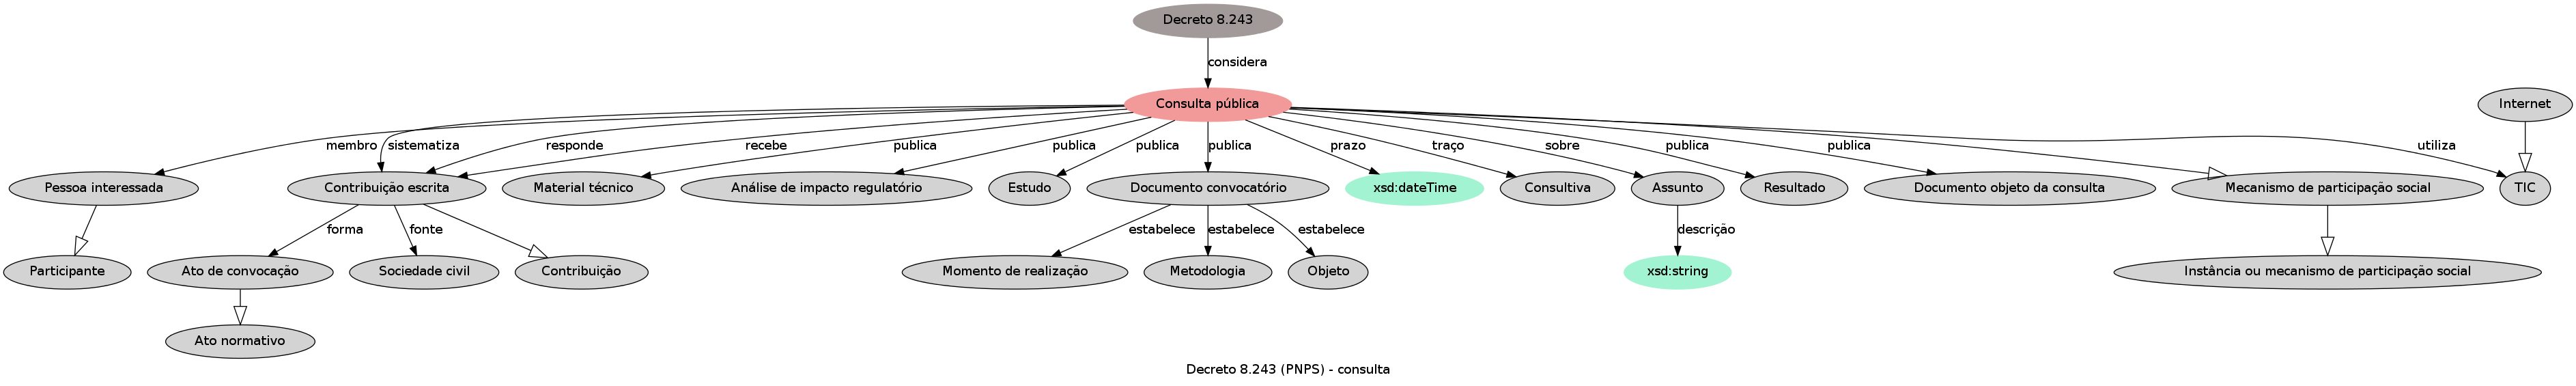 Decreto 8.243
considera
Consulta pública
Internet
membro
sistematiza
responde
recebe
publica
publica
publica
publica
prazo
traço
sobre
publica
publica
utiliza
Pessoa interessada
Contribuição escrita
Material técnico
Análise de impacto regulatório
Estudo
Documento convocatório
xsd:dateTime
Consultiva
Assunto
Resultado
Documento objeto da consulta
Mecanismo de participação social
TIC
forma
fonte
estabelece
estabelece
estabelece
descrição
Participante
Ato de convocação
Sociedade civil
Contribuição
Momento de realização
Metodologia
Objeto
xsd:string
Instância ou mecanismo de participação social
Ato normativo
Decreto 8.243 (PNPS) - consulta